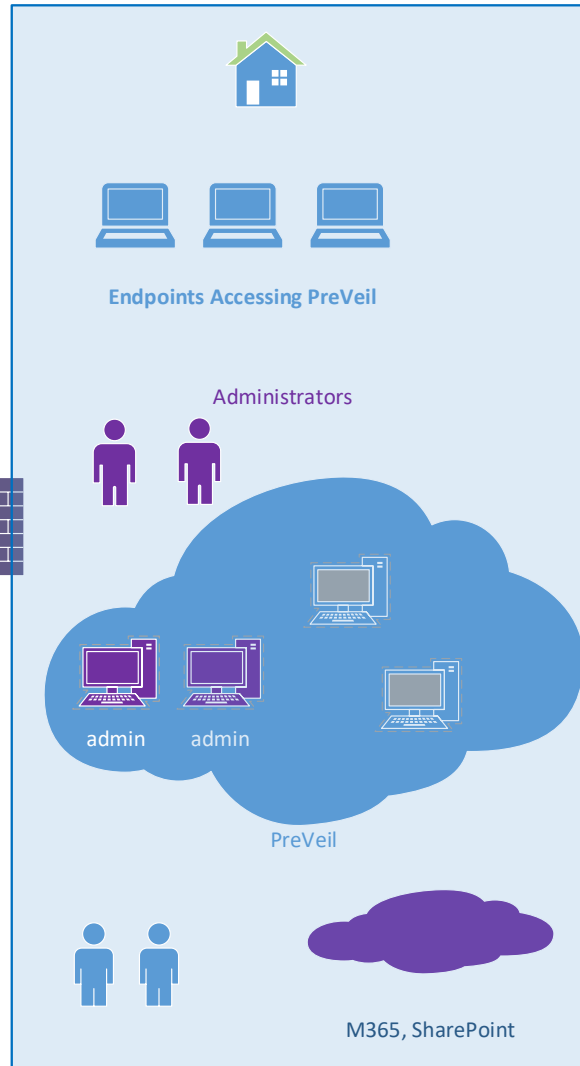 Endpoints Accessing PreVeil
Administrators
admin admin
PreVeil
M365, SharePoint